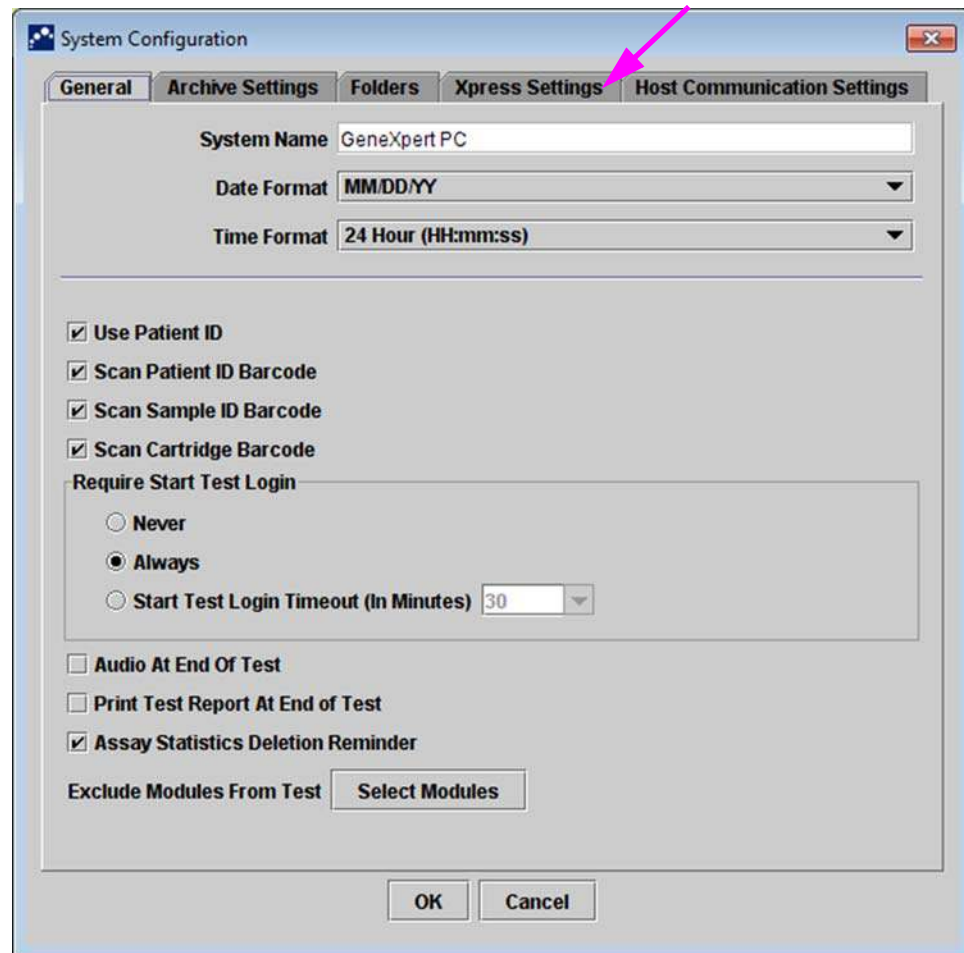 System Configuration
General Archive Settings Folders Xpress Settings Host Communication Settings
System Name GeneXpert PC
Date Format MM/DD/YY
Time Format 24 Hour (HH:mm:ss)
Use Patient ID
Scan Patient ID Barcode
Scan Sample ID Barcode
Scan Cartridge Barcode
Require Start Test Login
Never
Always
Start Test Login Timeout (In Minutes) 30
Audio At End Of Test
Print Test Report At End of Test
Assay Statistics Deletion Reminder
Exclude Modules From Test Select Modules
OK Cancel